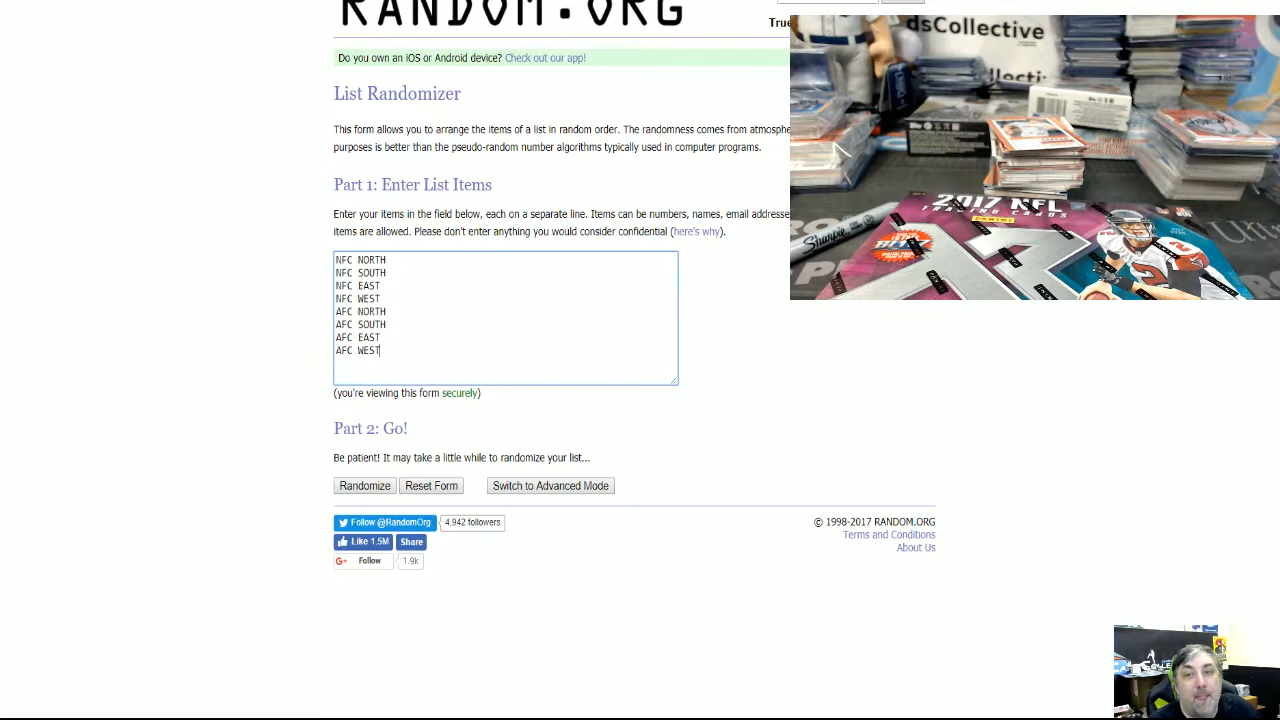 RANDOM.ORG
True
Do you own an iOS or Android device? Check out our app!
List Randomizer
This form allows you to arrange the items of a list in random order. The randomness comes from atmosphe
purposes is better than the pseudo-random number algorithms typically used in computer programs.
Part 1: Enter List Items
Enter your items in the field below, each on a separate line. Items can be numbers, names, email addresse
items are allowed. Please don't enter anything you would consider confidential (here's why).
NFC NORTH
NFC SOUTH
NFC EAST
NFC WEST
AFC NORTH
AFC SOUTH
AFC EAST
AFC WEST
(you're viewing this form securely)
Part 2: Go!
Be patient! It may take a little while to randomize your list...
Randomize Reset Form Switch to Advanced Mode
Follow @RandomOrg 4,942 followers
Like 1.5M Share
Follow 1.9k
© 1998-2017 RANDOM.ORG
Terms and Conditions
About Us
dsCollective
llecti
2017 NFL
TRADING CARDS
PANINI
Sharpie